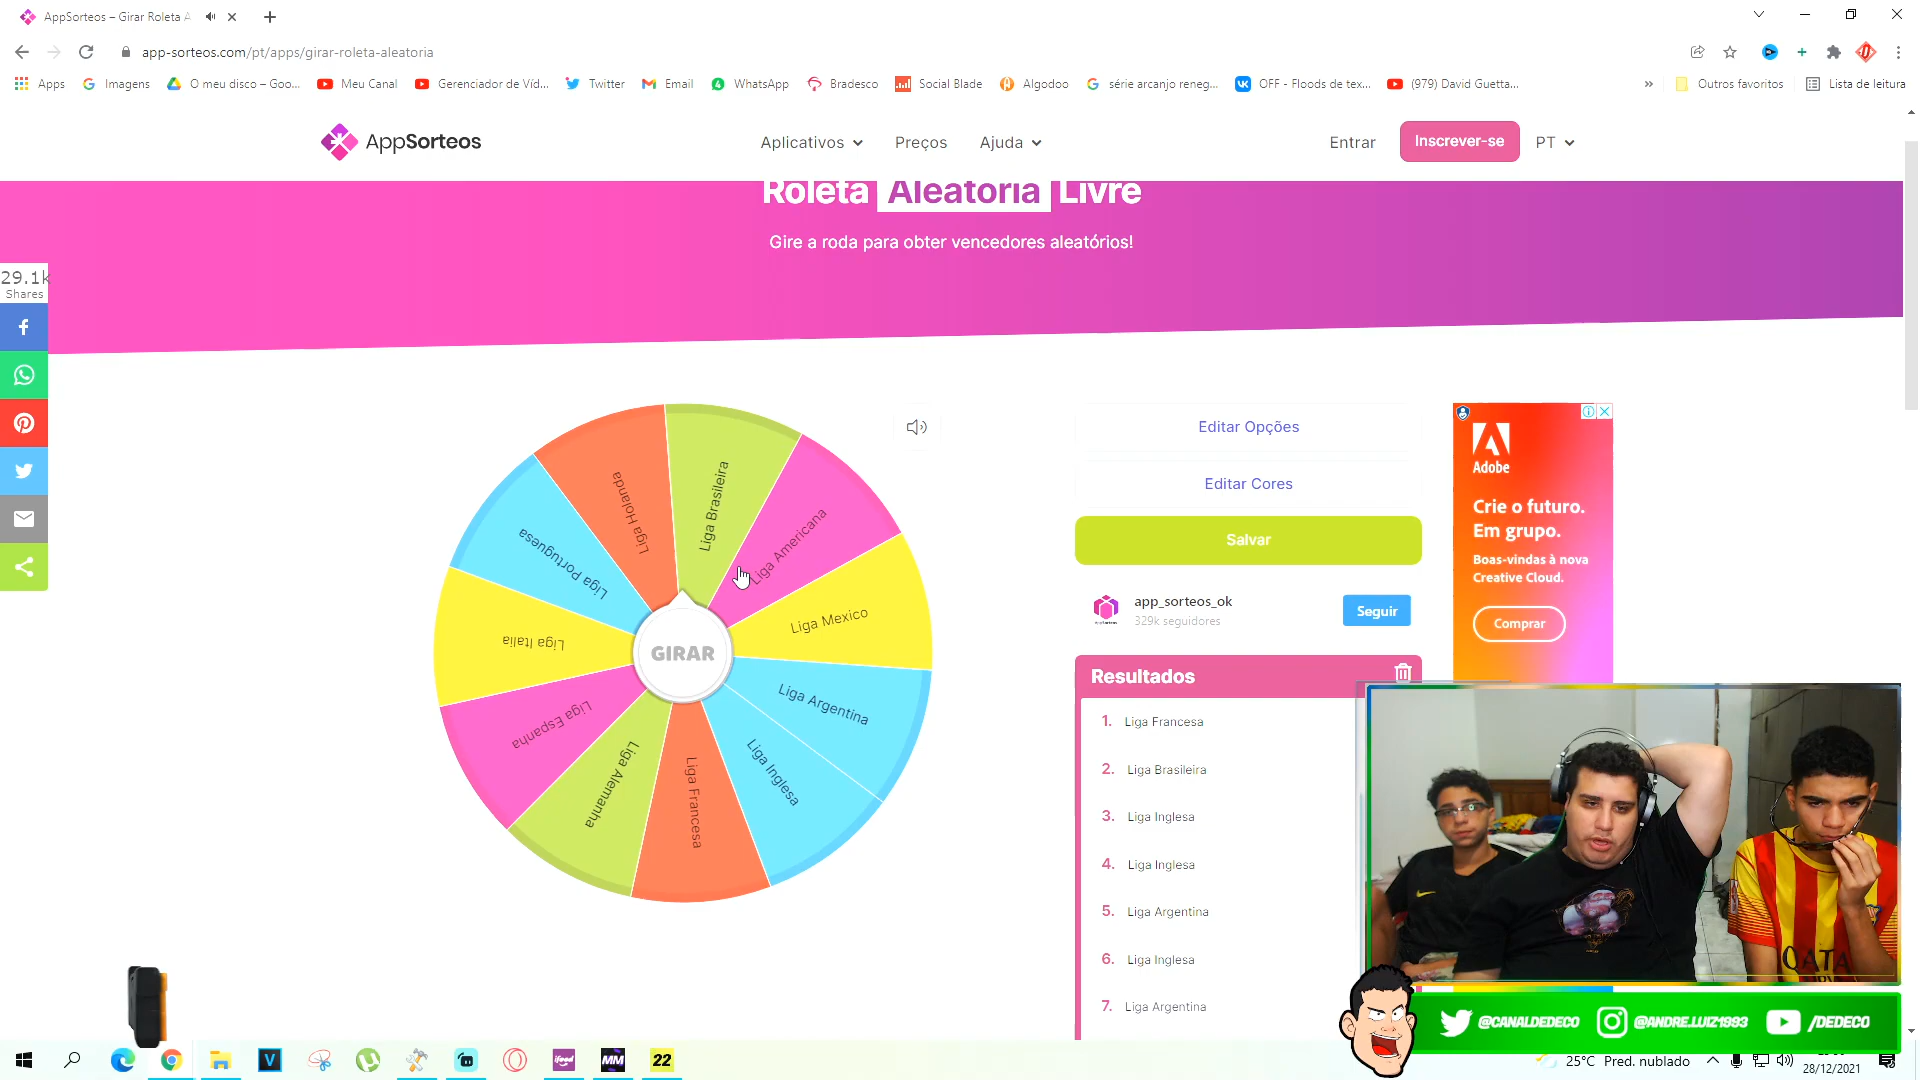 AppSorteos – Girar Roleta A
app-sorteos.com/pt/apps/girar-roleta-aleatoria
Apps
Imagens
O meu disco – Goo...
Meu Canal
Gerenciador de Víd...
Twitter
Email
WhatsApp
Bradesco
Social Blade
Algodoo
série arcanjo reneg...
OFF - Floods de tex...
(979) David Guetta...
»
Outros favoritos
Lista de leitura
AppSorteos
Aplicativos
Preços
Ajuda
Entrar
Inscrever-se
PT
Roleta Aleatoria Livre
Gire a roda para obter vencedores aleatórios!
29.1k
Shares
Liga Brasileira
Liga Americana
Liga Mexico
Liga Argentina
Liga Inglesa
Liga Francesa
Liga Alemanha
Liga Espanha
Liga Italia
Liga Portuguesa
Liga Holanda
GIRAR
Editar Opções
Editar Cores
Salvar
app_sorteos_ok
329k seguidores
Seguir
Resultados
1. Liga Francesa
2. Liga Brasileira
3. Liga Inglesa
4. Liga Inglesa
5. Liga Argentina
6. Liga Inglesa
7. Liga Argentina
Adobe
Crie o futuro.
Em grupo.
Boas-vindas à nova
Creative Cloud.
Comprar
QATA
@CANALDEDECO
@ANDRE.LUIZ1993
/DEDECO
V
ifood
MM
22
25°C Pred. nublado
28/12/2021